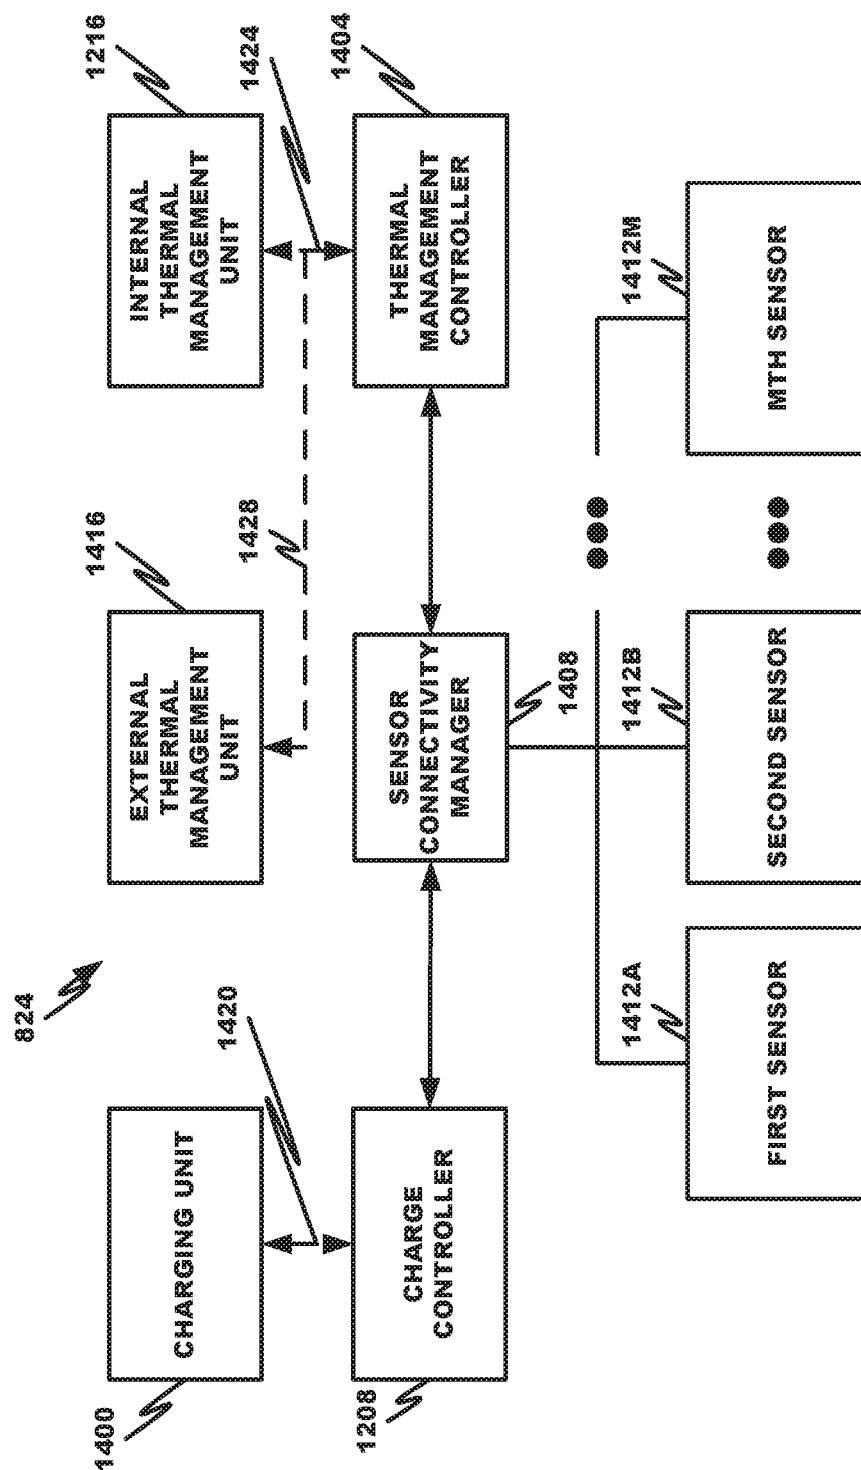 824
1400
CHARGING UNIT
1416
EXTERNAL
THERMAL
MANAGEMENT
UNIT
1216
INTERNAL
THERMAL
MANAGEMENT
UNIT
1420
1428
1424
1208
CHARGE
CONTROLLER
SENSOR
CONNECTIVITY
MANAGER
1408
1404
THERMAL
MANAGEMENT
CONTROLLER
1412A
FIRST SENSOR
1412B
SECOND SENSOR
1412M
MTH SENSOR